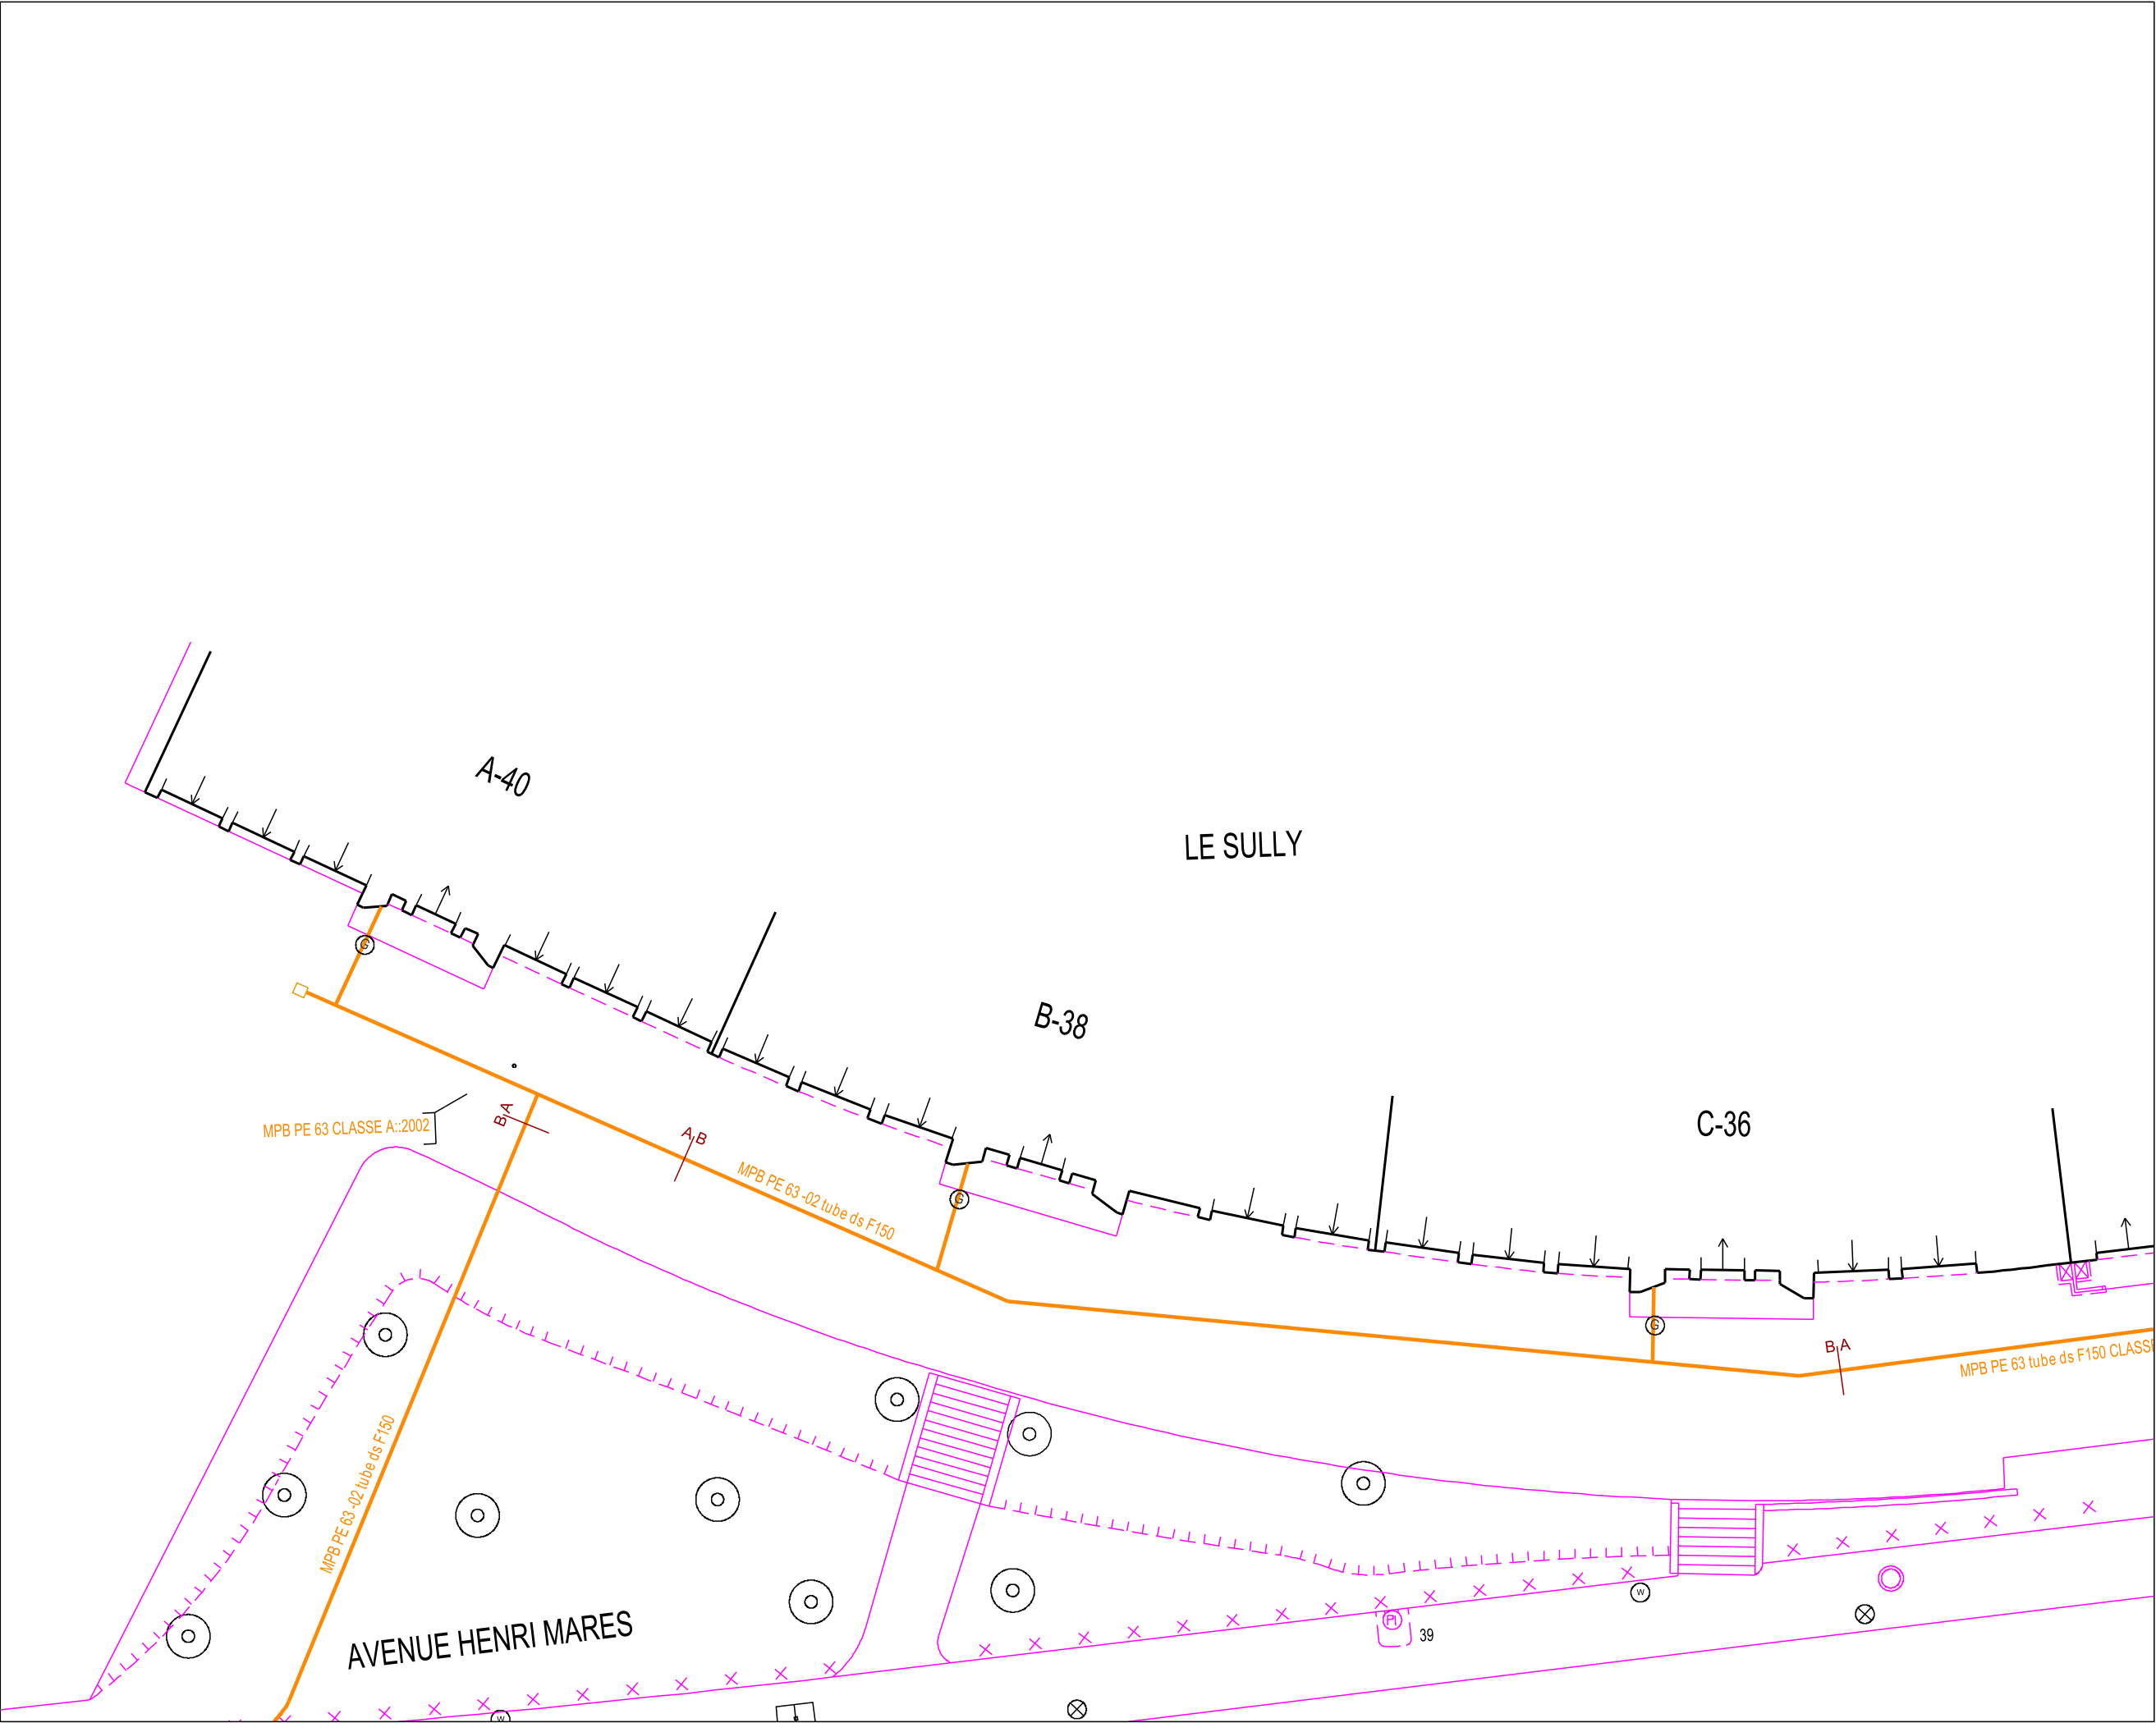 A-40
LE SULLY
G
B-38
MPB PE 63 CLASSE A::2002
B A
A B
C-36
MPB PE 63 -02 tube ds F150
G
G
B A
MPB PE 63 tube ds F150 CLASSE
MPB PE 63 -02 tube ds F150
AVENUE HENRI MARES
W
PI
39
W